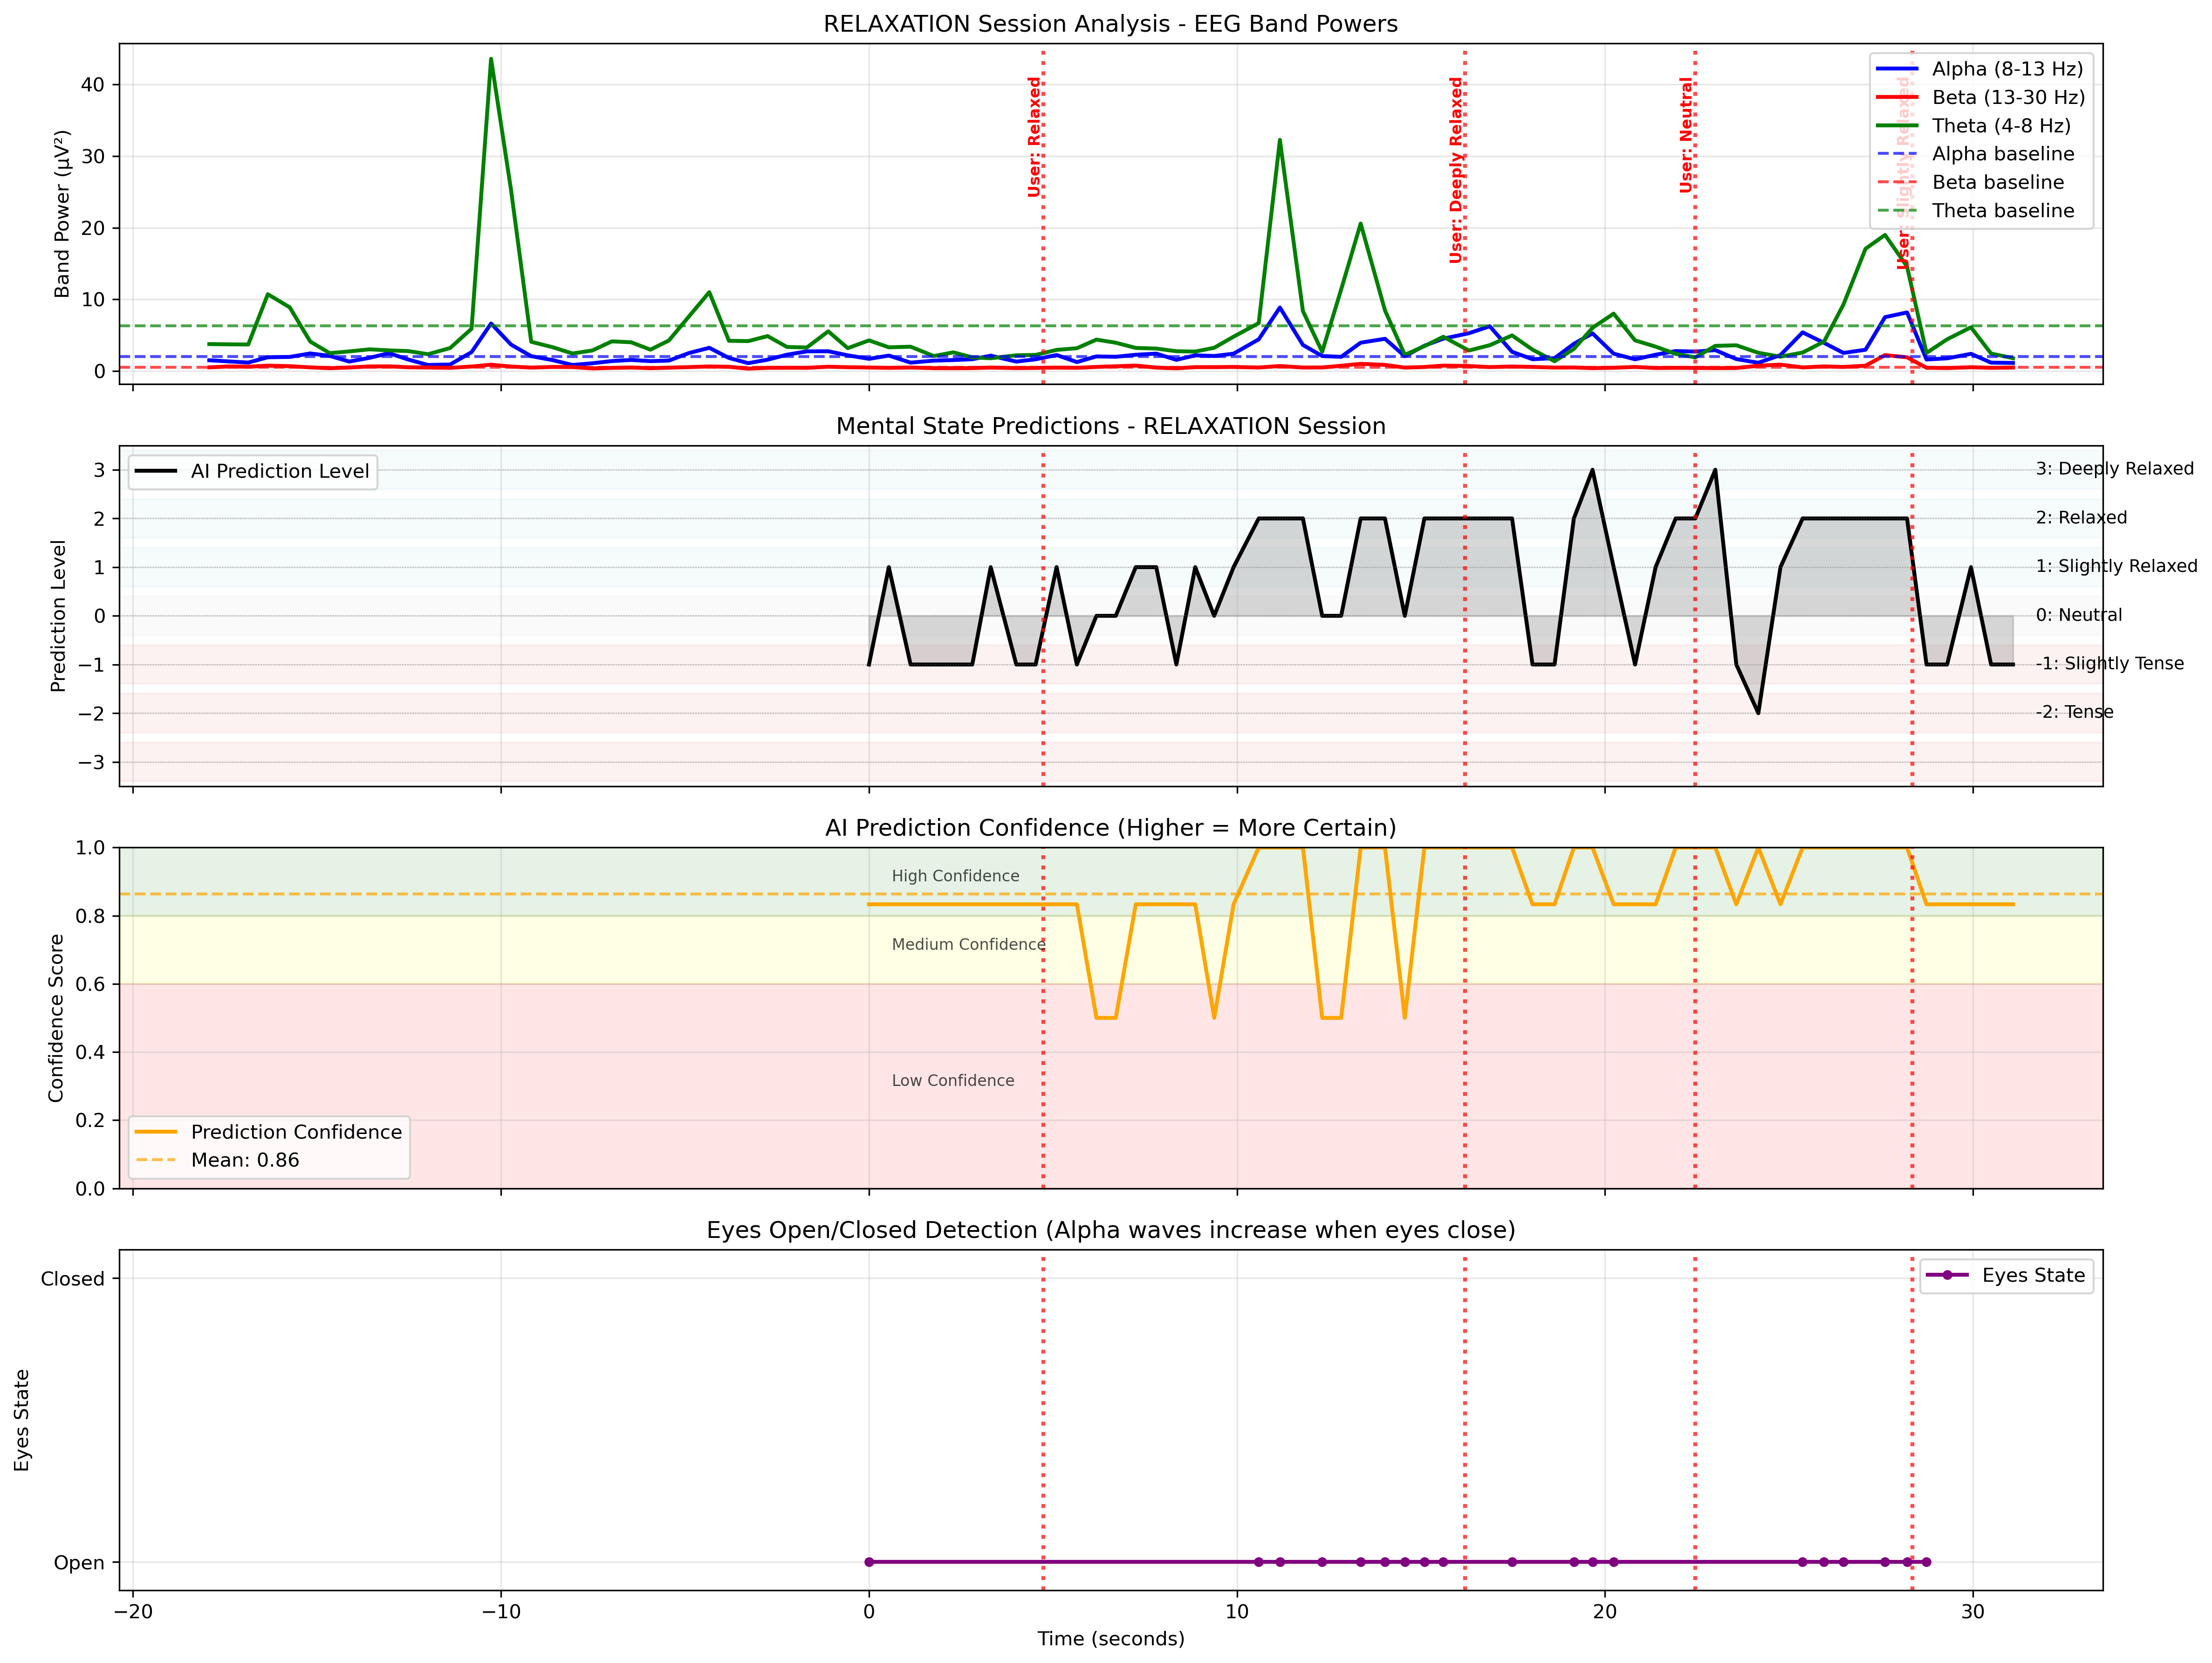 RELAXATION Session Analysis - EEG Band Powers
Band Power (µV²)
40
30
20
10
0
User: Relaxed
User: Deeply Relaxed
User: Neutral
User: Slightly Relaxed
Alpha (8-13 Hz)
Beta (13-30 Hz)
Theta (4-8 Hz)
Alpha baseline
Beta baseline
Theta baseline
Mental State Predictions - RELAXATION Session
Prediction Level
3
2
1
0
−1
−2
−3
AI Prediction Level
3: Deeply Relaxed
2: Relaxed
1: Slightly Relaxed
0: Neutral
-1: Slightly Tense
-2: Tense
AI Prediction Confidence (Higher = More Certain)
Confidence Score
1.0
0.8
0.6
0.4
0.2
0.0
High Confidence
Medium Confidence
Low Confidence
Prediction Confidence
Mean: 0.86
Eyes Open/Closed Detection (Alpha waves increase when eyes close)
Eyes State
Closed
Open
Eyes State
−20
−10
0
10
20
30
Time (seconds)